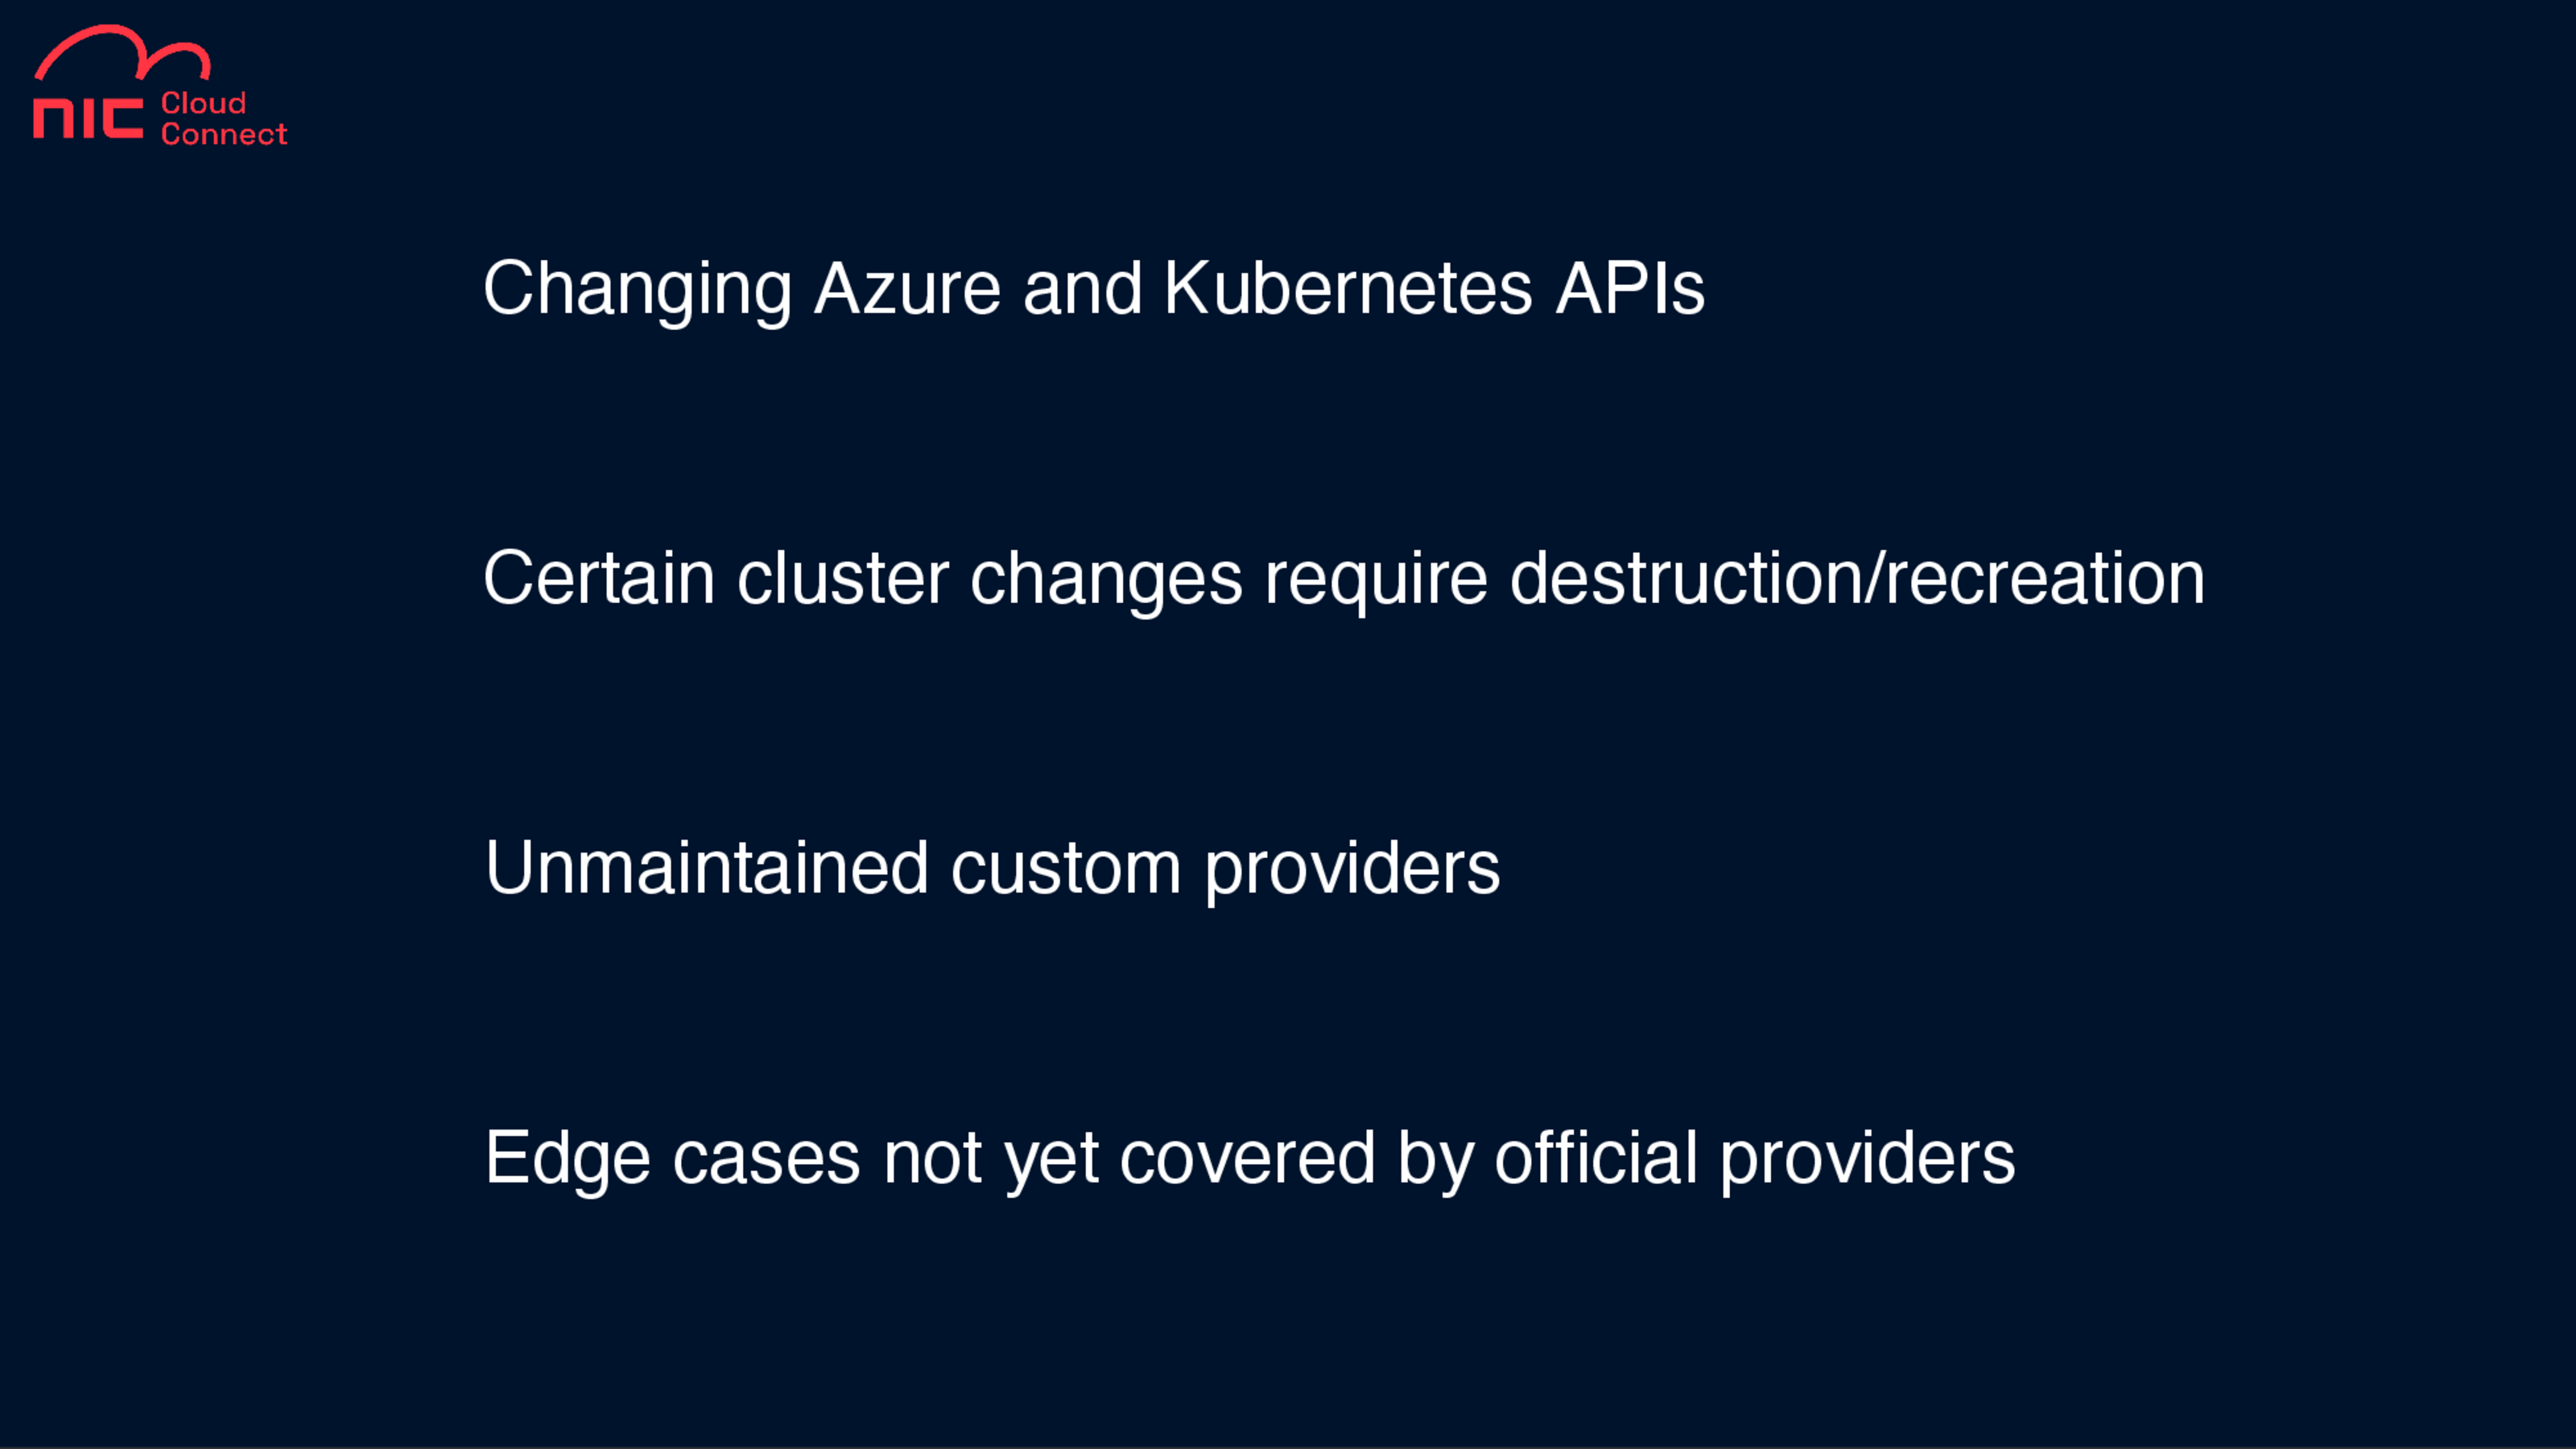 NIC Cloud
Connect
Changing Azure and Kubernetes APIs
Certain cluster changes require destruction/recreation
Unmaintained custom providers
Edge cases not yet covered by official providers